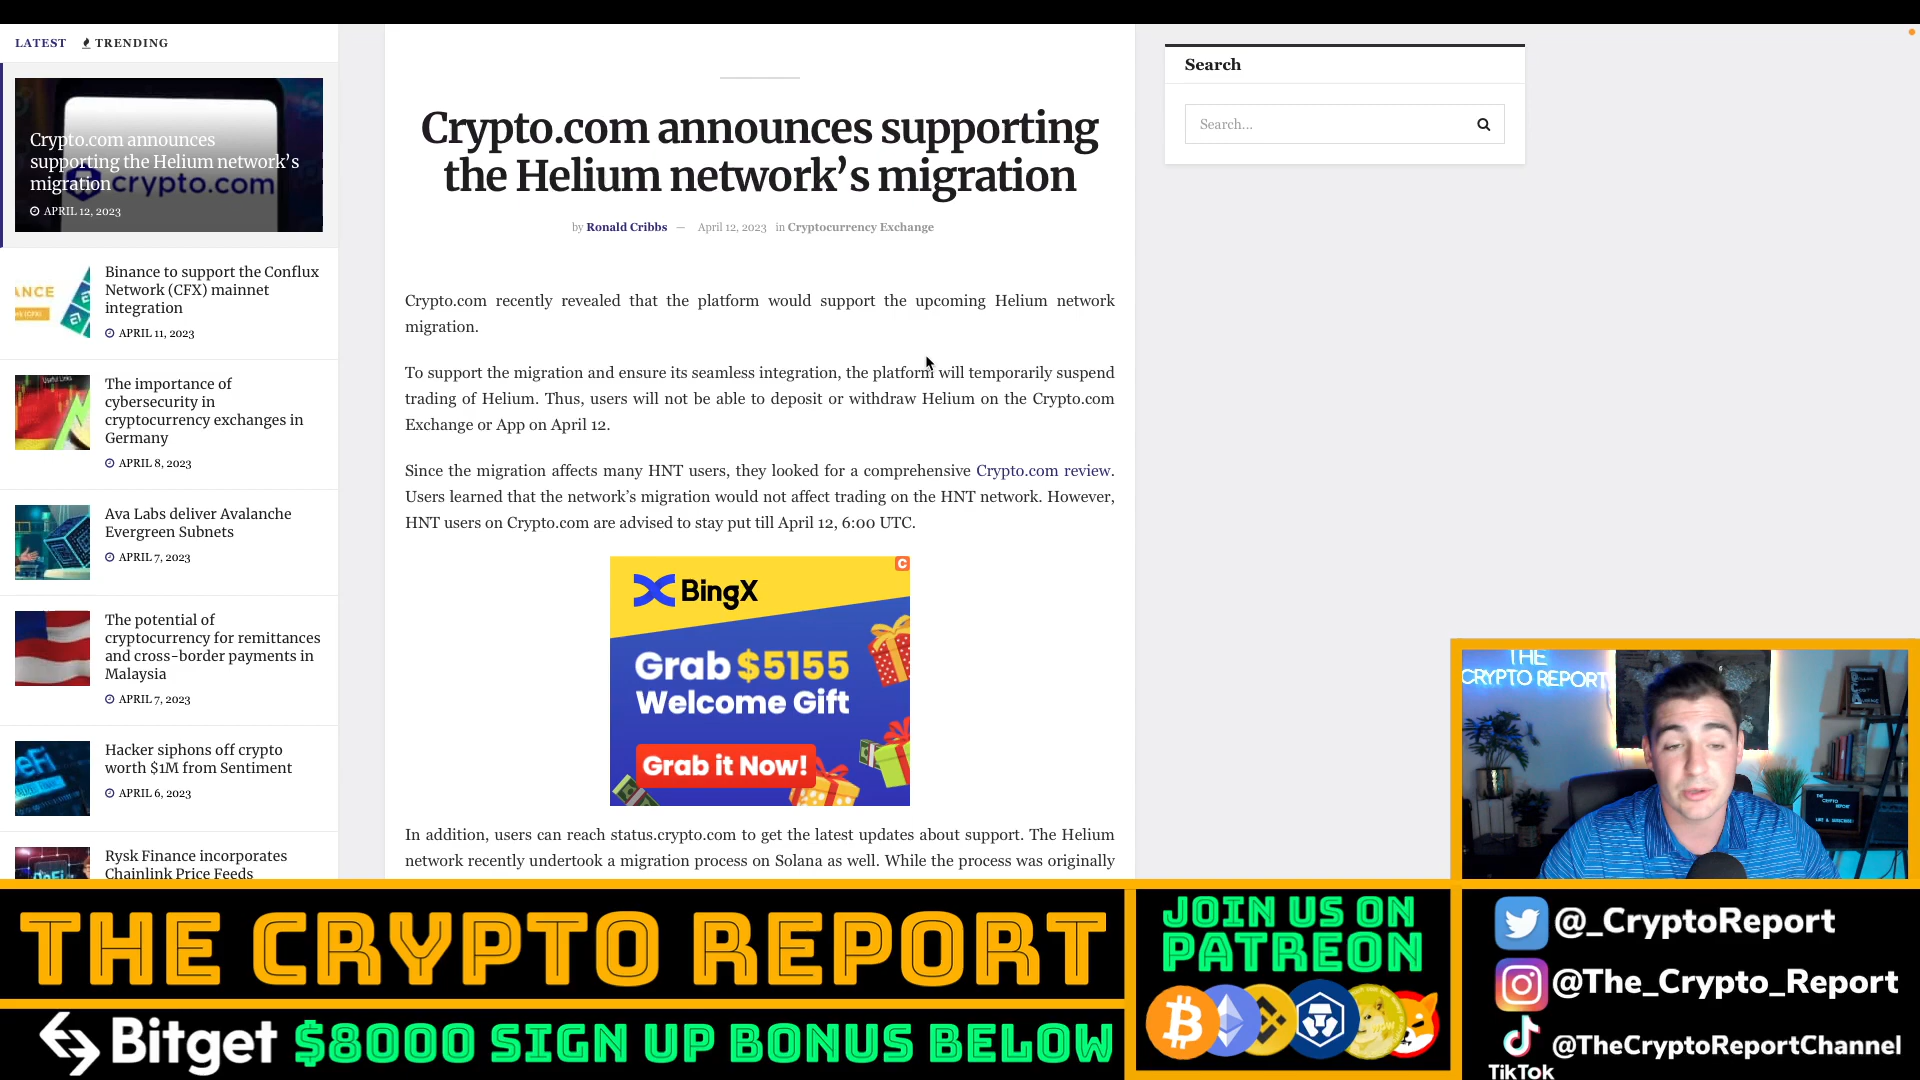 LATEST TRENDING
Crypto.com announces
supporting the Helium network's
migration
crypto.com
APRIL 12, 2023
Binance to support the Conflux
Network (CFX) mainnet
integration
APRIL 11, 2023
The importance of
cybersecurity in
cryptocurrency exchanges in
Germany
APRIL 8, 2023
Ava Labs deliver Avalanche
Evergreen Subnets
APRIL 7, 2023
The potential of
cryptocurrency for remittances
and cross-border payments in
Malaysia
APRIL 7, 2023
Hacker siphons off crypto
worth $1M from Sentiment
APRIL 6, 2023
Rysk Finance incorporates
Chainlink Price Feeds
Crypto.com announces supporting
the Helium network's migration
by Ronald Cribbs — April 12, 2023 in Cryptocurrency Exchange
Crypto.com recently revealed that the platform would support the upcoming Helium network
migration.
To support the migration and ensure its seamless integration, the platform will temporarily suspend
trading of Helium. Thus, users will not be able to deposit or withdraw Helium on the Crypto.com
Exchange or App on April 12.
Since the migration affects many HNT users, they looked for a comprehensive Crypto.com review.
Users learned that the network's migration would not affect trading on the HNT network. However,
HNT users on Crypto.com are advised to stay put till April 12, 6:00 UTC.
BingX
Grab $5155
Welcome Gift
Grab it Now!
In addition, users can reach status.crypto.com to get the latest updates about support. The Helium
network recently undertook a migration process on Solana as well. While the process was originally
Search
Search...
THE
CRYPTO REPORT
THE CRYPTO REPORT
Bitget $8000 SIGN UP BONUS BELOW
JOIN US ON
PATREON
@_CryptoReport
@The_Crypto_Report
@TheCryptoReportChannel
TikTok